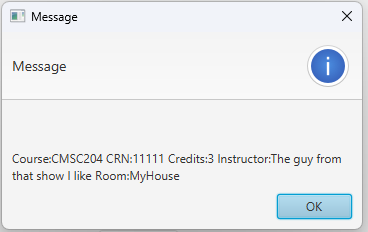 Message
Message
Course:CMSC204 CRN:11111 Credits:3 Instructor:The guy from
that show I like Room:MyHouse
OK